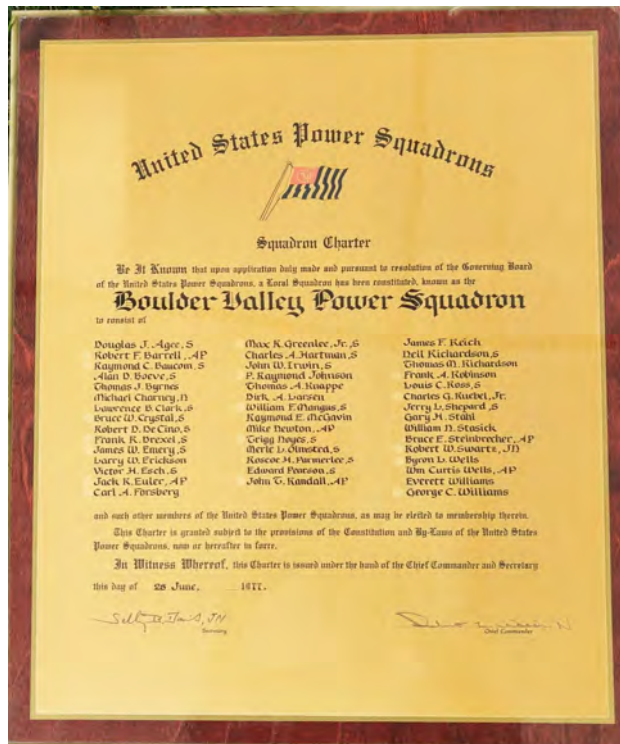 United States Power Squadrons
Squadron Charter
Be It Known that upon application duly made and pursuant to resolution of the Governing Board
of the United States Power Squadrons, a Local Squadron has been constituted, known as the
Boulder Valley Power Squadron
to consist of
Douglas J. Agee, S
Robert F. Barrell, AP
Raymond C. Baucom, S
Alan D. Boeve, S
Thomas J. Byrnes
Michael Charney, N
Lawrence B. Clark, S
Bruce W. Crystal, S
Robert D. De Cino, S
Frank R. Drexel, S
James W. Emery, S
Larry W. Erickson
Victor H. Esch, S
Jack K. Euler, AP
Carl A. Forsberg
Max K. Greenlee, Jr., S
Charles A. Hartman, S
John W. Irwin, S
P. Raymond Johnson
Thomas A. Knappe
Dirk A. Larsen
William F. Mangus, S
Raymond E. McGavin
Mike Newton, AP
Trigg Noyes, S
Merle L. Olmsted, S
Roscoe H. Parmerlee, S
Edward Pearson, S
John T. Randall, AP
James F. Reich
Neil Richardson, S
Thomas M. Richardson
Frank A. Robinson
Louis C. Ross, S
Charles G. Ruebel, Jr.
Jerry L. Shepard, S
Gary H. Stahl
William N. Stasick
Bruce E. Steinbrecher, AP
Robert W. Swartz, JN
Byron L. Wells
Wm Curtis Wells, AP
Everett Williams
George C. Williams
and such other members of the United States Power Squadrons, as may be elected to membership therein.
This Charter is granted subject to the provisions of the Constitution and By-Laws of the United States
Power Squadrons, now or hereafter in force.
In Witness Whereof, this Charter is issued under the hand of the Chief Commander and Secretary
this day of 26 June, 1977.
JN
Secretary
N
Chief Commander